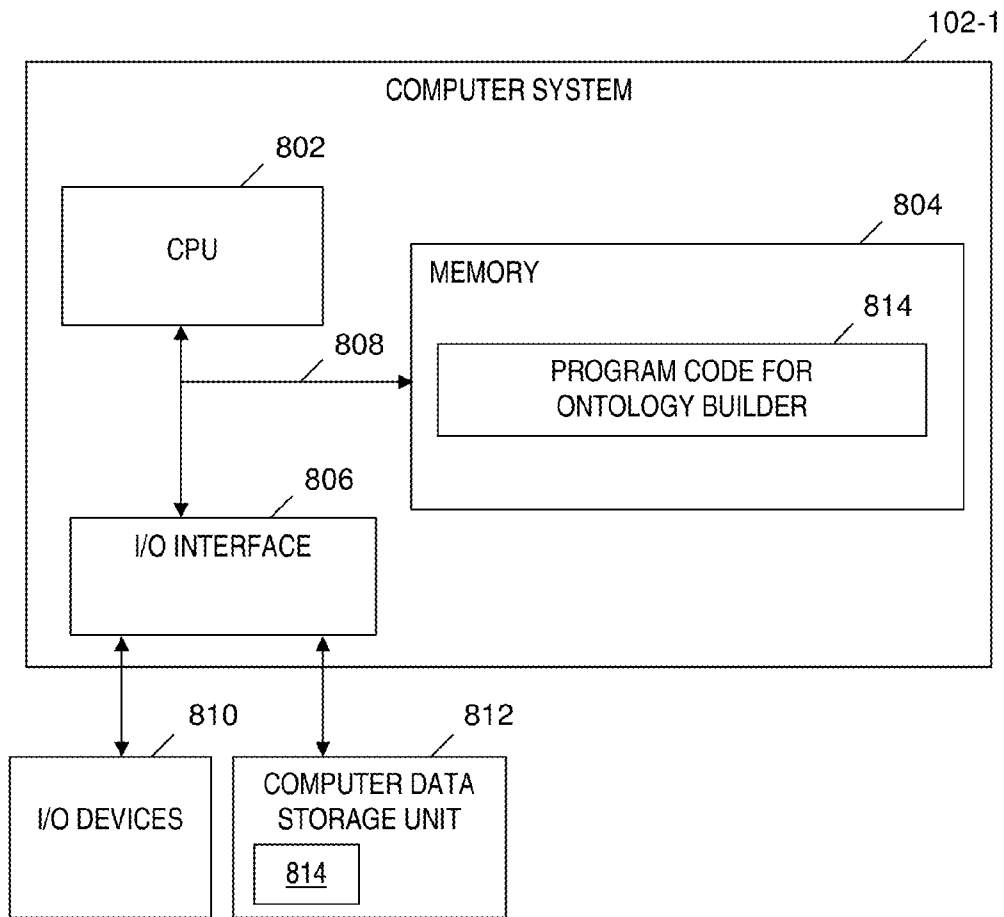 102-1
COMPUTER SYSTEM
802
CPU
804
MEMORY
814
PROGRAM CODE FOR
ONTOLOGY BUILDER
808
806
I/O INTERFACE
810
I/O DEVICES
812
COMPUTER DATA
STORAGE UNIT
814